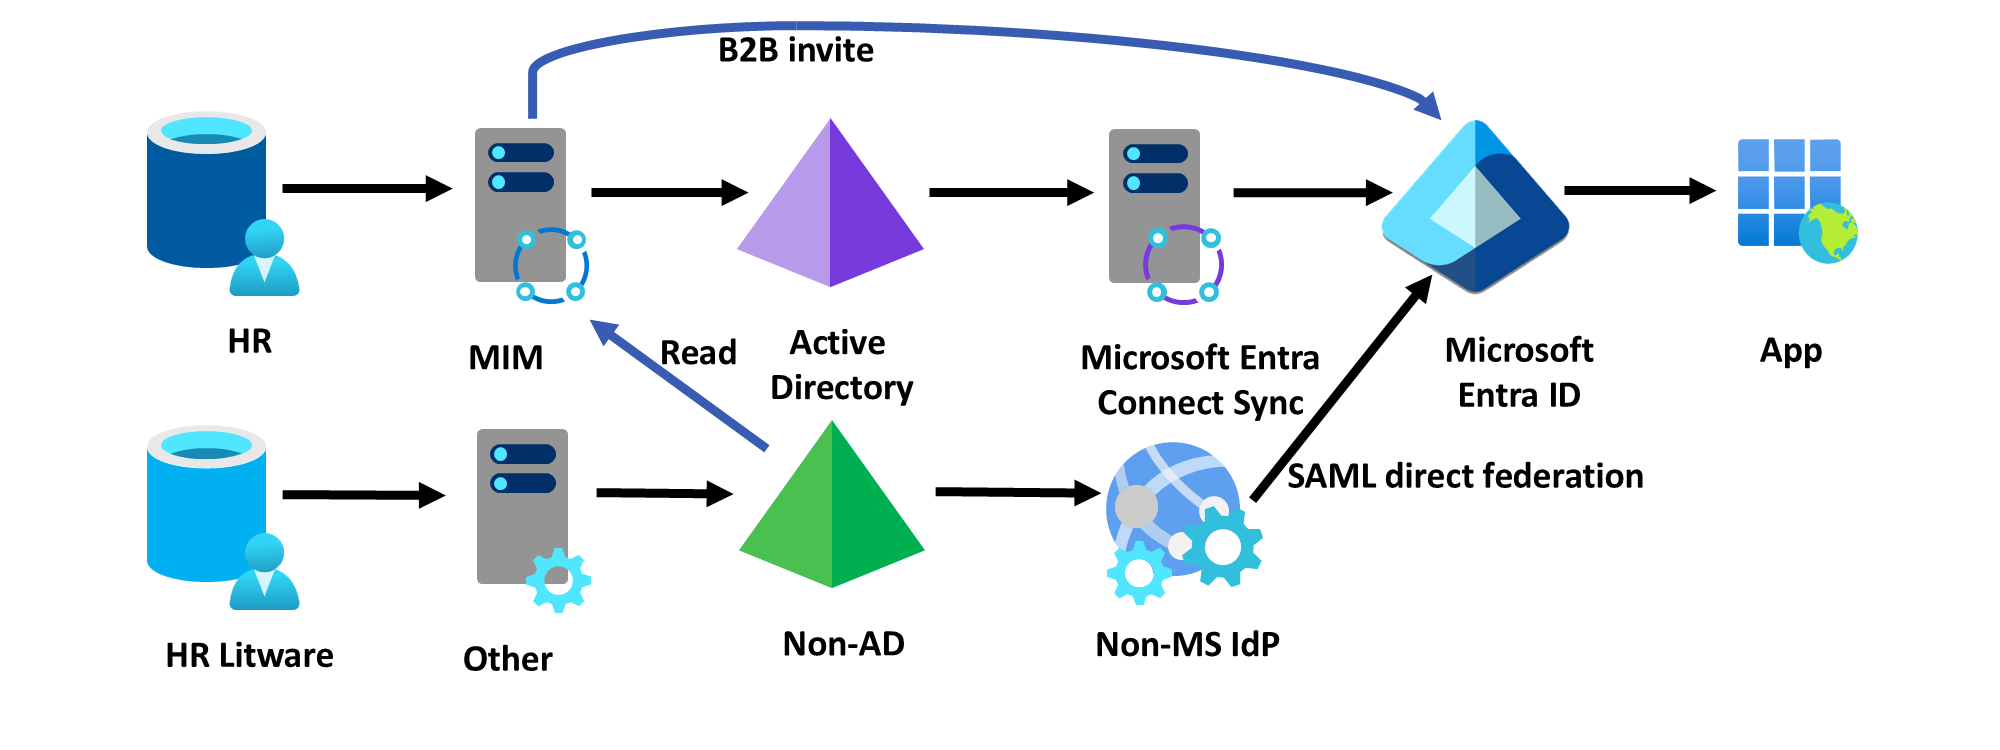 B2B invite
HR
MIM
Read
Active
Directory
Microsoft Entra
Connect Sync
Microsoft
Entra ID
App
SAML direct federation
HR Litware
Other
Non-AD
Non-MS IdP